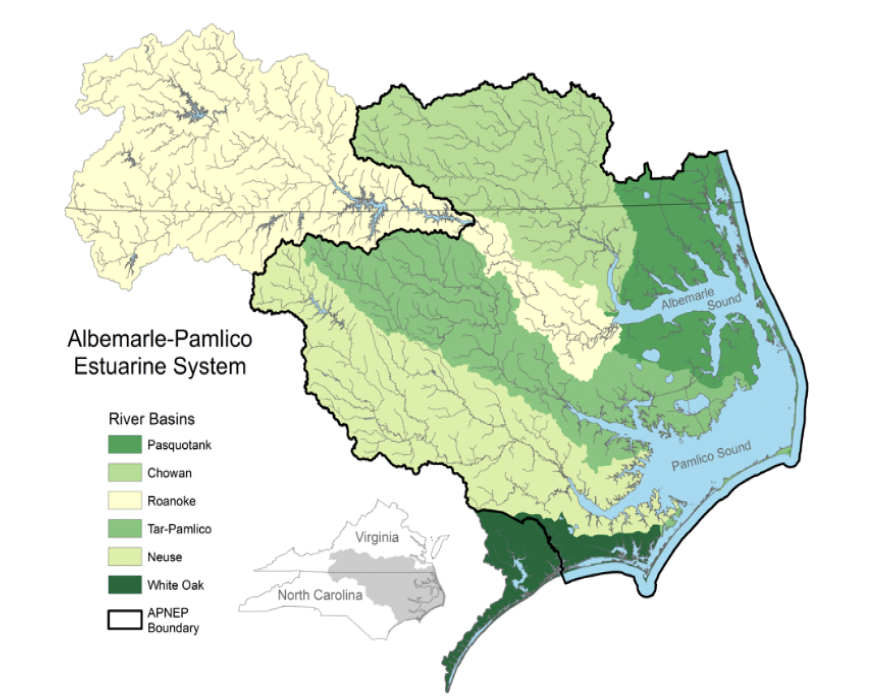 Albemarle
Sound
Albemarle-Pamlico
Estuarine System
River Basins
Pasquotank
Chowan
Roanoke
Tar-Pamlico
Neuse
White Oak
APNEP
Boundary
Pamlico Sound
Virginia
North Carolina